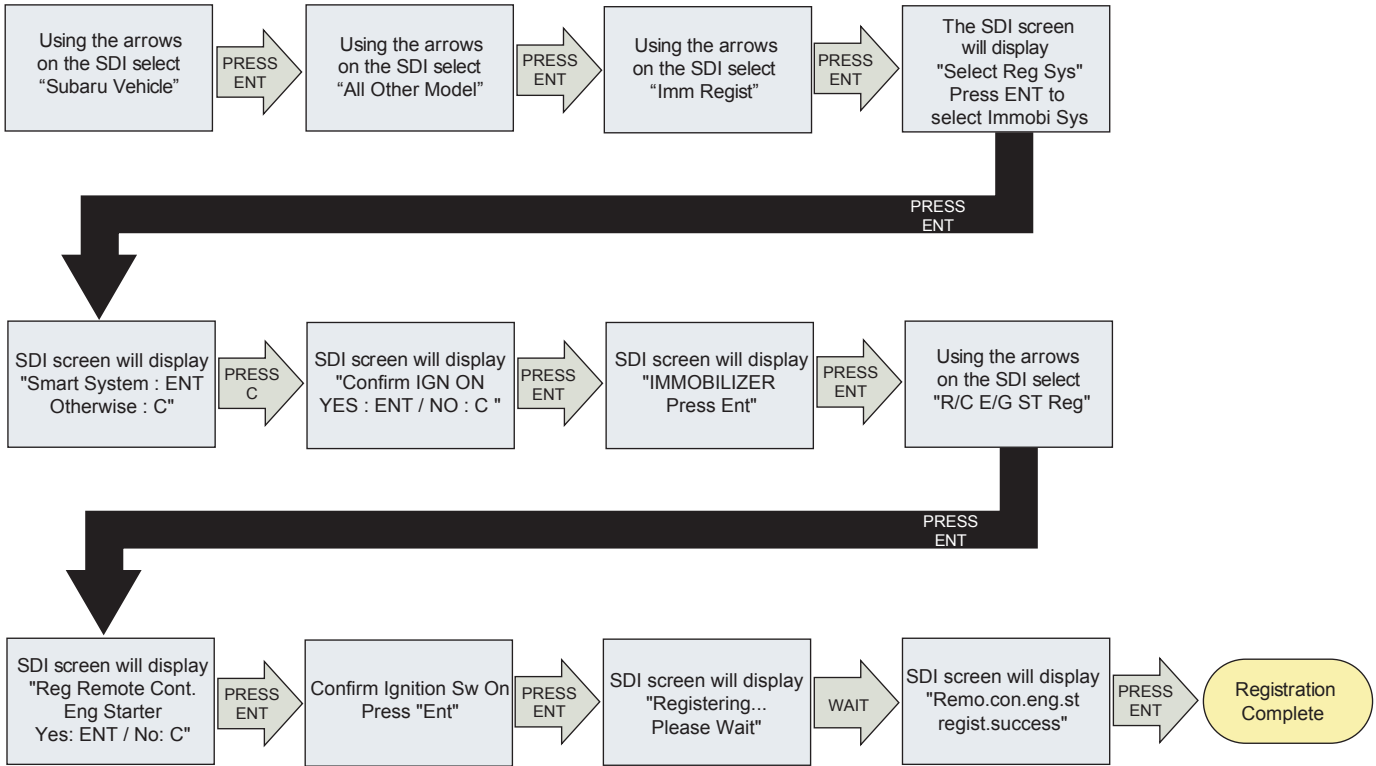 Using the arrows
on the SDI select
“Subaru Vehicle”
PRESS
ENT
Using the arrows
on the SDI select
“All Other Model”
PRESS
ENT
Using the arrows
on the SDI select
“Imm Regist”
PRESS
ENT
The SDI screen
will display
"Select Reg Sys"
Press ENT to
select Immobi Sys
PRESS
ENT
SDI screen will display
"Smart System : ENT
Otherwise : C"
PRESS
C
SDI screen will display
"Confirm IGN ON
YES : ENT / NO : C "
PRESS
ENT
SDI screen will display
"IMMOBILIZER
Press Ent"
PRESS
ENT
Using the arrows
on the SDI select
"R/C E/G ST Reg"
PRESS
ENT
SDI screen will display
"Reg Remote Cont.
Eng Starter
Yes: ENT / No: C"
PRESS
ENT
Confirm Ignition Sw On
Press "Ent"
PRESS
ENT
SDI screen will display
"Registering...
Please Wait"
WAIT
SDI screen will display
"Remo.con.eng.st
regist.success"
PRESS
ENT
Registration
Complete